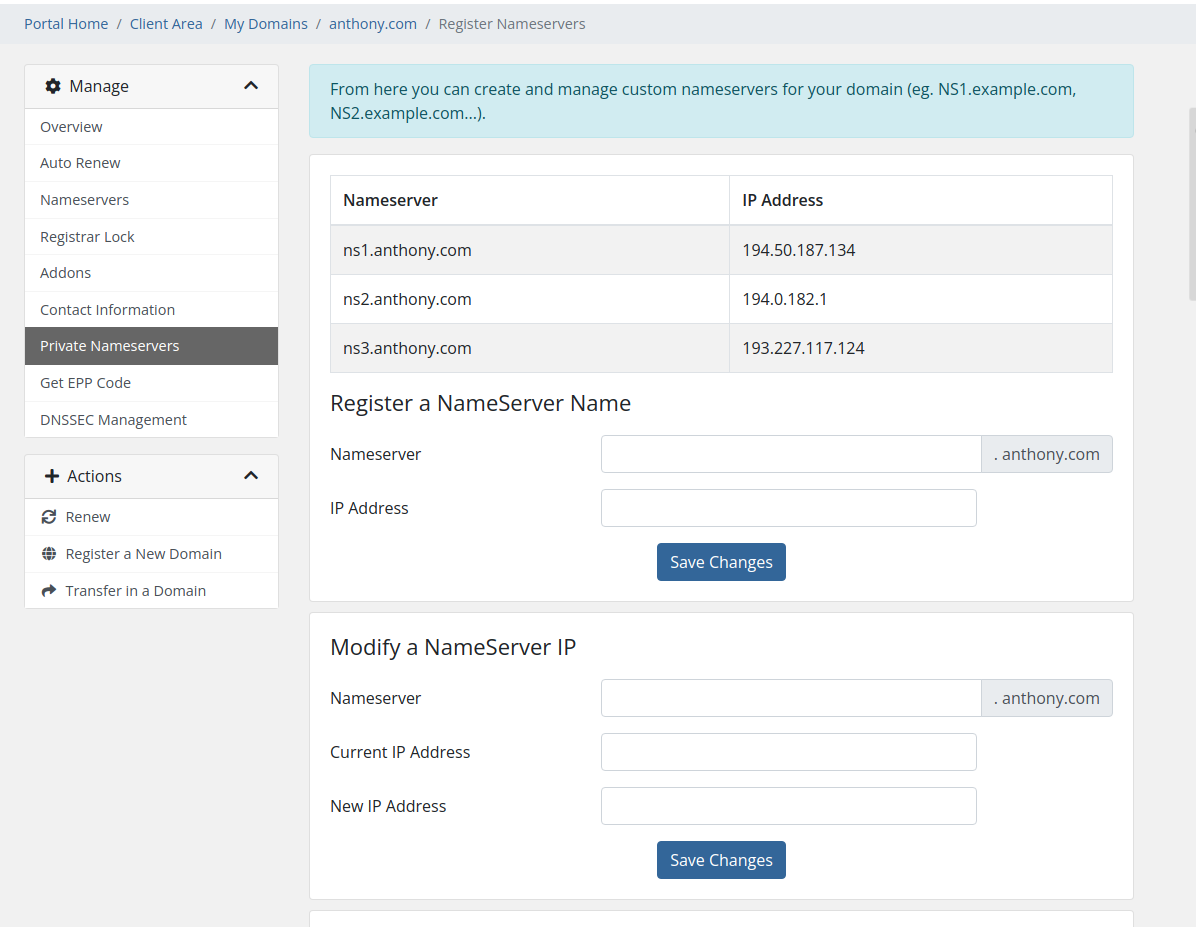 Portal Home / Client Area / My Domains / anthony.com / Register Nameservers
Manage
Overview
Auto Renew
Nameservers
Registrar Lock
Addons
Contact Information
Private Nameservers
Get EPP Code
DNSSEC Management
Actions
Renew
Register a New Domain
Transfer in a Domain
From here you can create and manage custom nameservers for your domain (eg. NS1.example.com,
NS2.example.com...).
Nameserver IP Address
ns1.anthony.com 194.50.187.134
ns2.anthony.com 194.0.182.1
ns3.anthony.com 193.227.117.124
Register a NameServer Name
Nameserver . anthony.com
IP Address
Save Changes
Modify a NameServer IP
Nameserver . anthony.com
Current IP Address
New IP Address
Save Changes